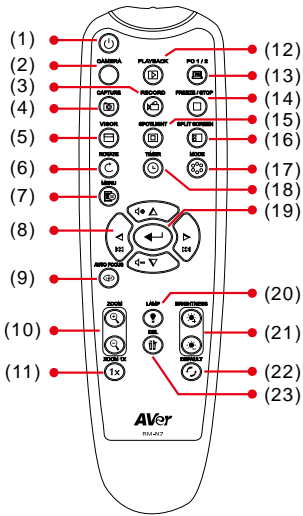 (1)
(2)
(3)
(4)
(5)
(6)
(7)
(8)
(9)
(10)
(11)
CAMERA PLAYBACK PC 1 / 2
CAPTURE RECORD FREEZE / STOP
VISOR SPOTLIGHT SPLIT SCREEN
ROTATE TIMER MODE
MENU
AUTO FOCUS
ZOOM LAMP BRIGHTNESS
DEL
ZOOM 1X DEFAULT
1x
AVer
RM-N7
(12)
(13)
(14)
(15)
(16)
(17)
(18)
(19)
(20)
(21)
(22)
(23)